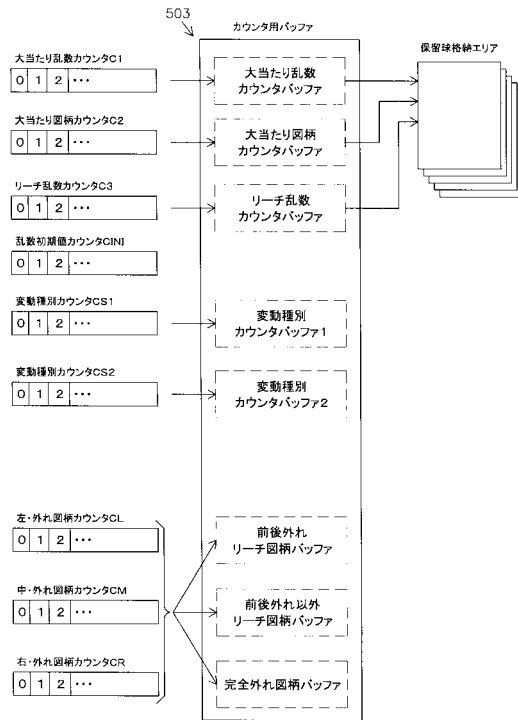 503
カウンタ用バッファ
保留球格納エリア
大当たり乱数カウンタC1
0 1 2 ･･･
大当たり乱数
カウンタバッファ
大当たり図柄カウンタC2
0 1 2 ･･･
大当たり図柄
カウンタバッファ
リーチ乱数カウンタC3
0 1 2 ･･･
リーチ乱数
カウンタバッファ
乱数初期値カウンタCINI
0 1 2 ･･･
変動種別カウンタCS1
0 1 2 ･･･
変動種別
カウンタバッファ1
変動種別カウンタCS2
0 1 2 ･･･
変動種別
カウンタバッファ2
左・外れ図柄カウンタCL
0 1 2 ･･･
前後外れ
リーチ図柄バッファ
中・外れ図柄カウンタCM
0 1 2 ･･･
前後外れ以外
リーチ図柄バッファ
右・外れ図柄カウンタCR
0 1 2 ･･･
完全外れ図柄バッファ